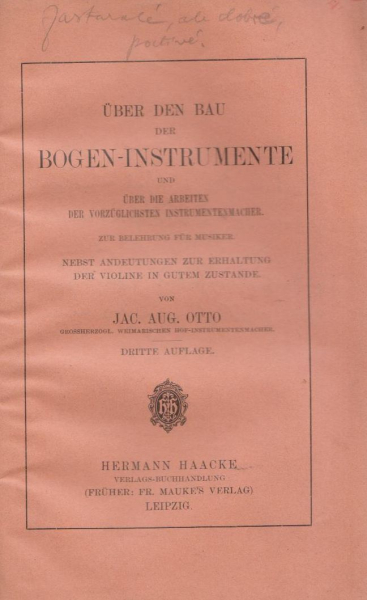 Zastaralé, ale dobré,
poctivé.
ÜBER DEN BAU
DER
BOGEN-INSTRUMENTE
UND
ÜBER DIE ARBEITEN
DER VORZÜGLICHSTEN INSTRUMENTENMACHER.
ZUR BELEHRUNG FÜR MUSIKER.
NEBST ANDEUTUNGEN ZUR ERHALTUNG
DER VIOLINE IN GUTEM ZUSTANDE.
VON
JAC. AUG. OTTO
GROSSHERZOGL. WEIMARISCHEN HOF-INSTRUMENTENMACHER.
DRITTE AUFLAGE.
HERMANN HAACKE
VERLAGS-BUCHHANDLUNG
(FRÜHER: FR. MAUKE'S VERLAG)
LEIPZIG.